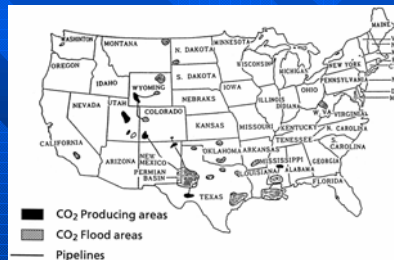 WASHINGTON
MONTANA
N. DAKOTA
MINNESOTA
MAINE
OREGON
IDAHO
WYOMING
S. DAKOTA
WISCONSIN
MICHIGAN
NEW YORK
NEVADA
UTAH
COLORADO
NEBRAKS
IOWA
ILLINOIS
INDIANA
OHIO
PENNSYLVANIA
W. VA
VIRGINIA
CALIFORNIA
ARIZONA
NEW
MEXICO
KANSAS
MISSOURI
KENTUCKY
N. CAROLINA
TENNESSEE
S.
CAROLINA
OKLAHOMA
ARKANSAS
MISSISSIPPI
ALABAMA
GEORGIA
PERMIAN
BASIN
TEXAS
LOUISIANA
FLORIDA
CO₂ Producing areas
CO₂ Flood areas
Pipelines